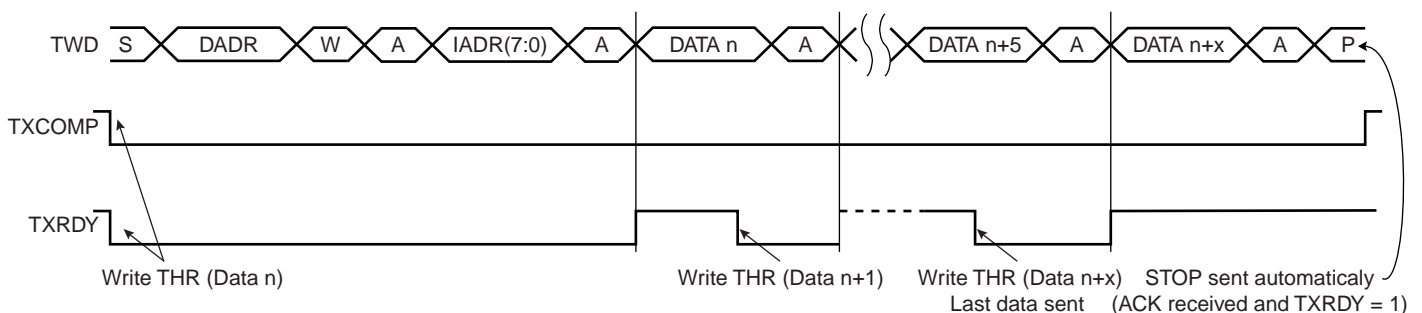 TWD S DADR W A IADR(7:0) A DATA n A DATA n+5 A DATA n+x A P
TXCOMP
TXRDY
Write THR (Data n) Write THR (Data n+1) Write THR (Data n+x) STOP sent automaticaly
Last data sent (ACK received and TXRDY = 1)